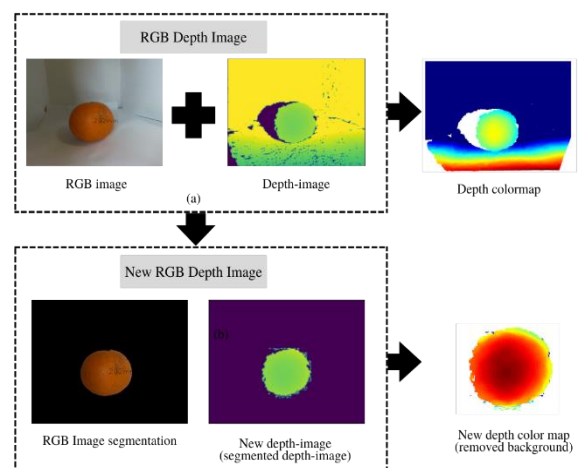 RGB Depth Image
RGB image
Depth-image
Depth colormap
(a)
New RGB Depth Image
(b)
RGB Image segmentation
New depth-image
(segmented depth-image)
New depth color map
(removed background)